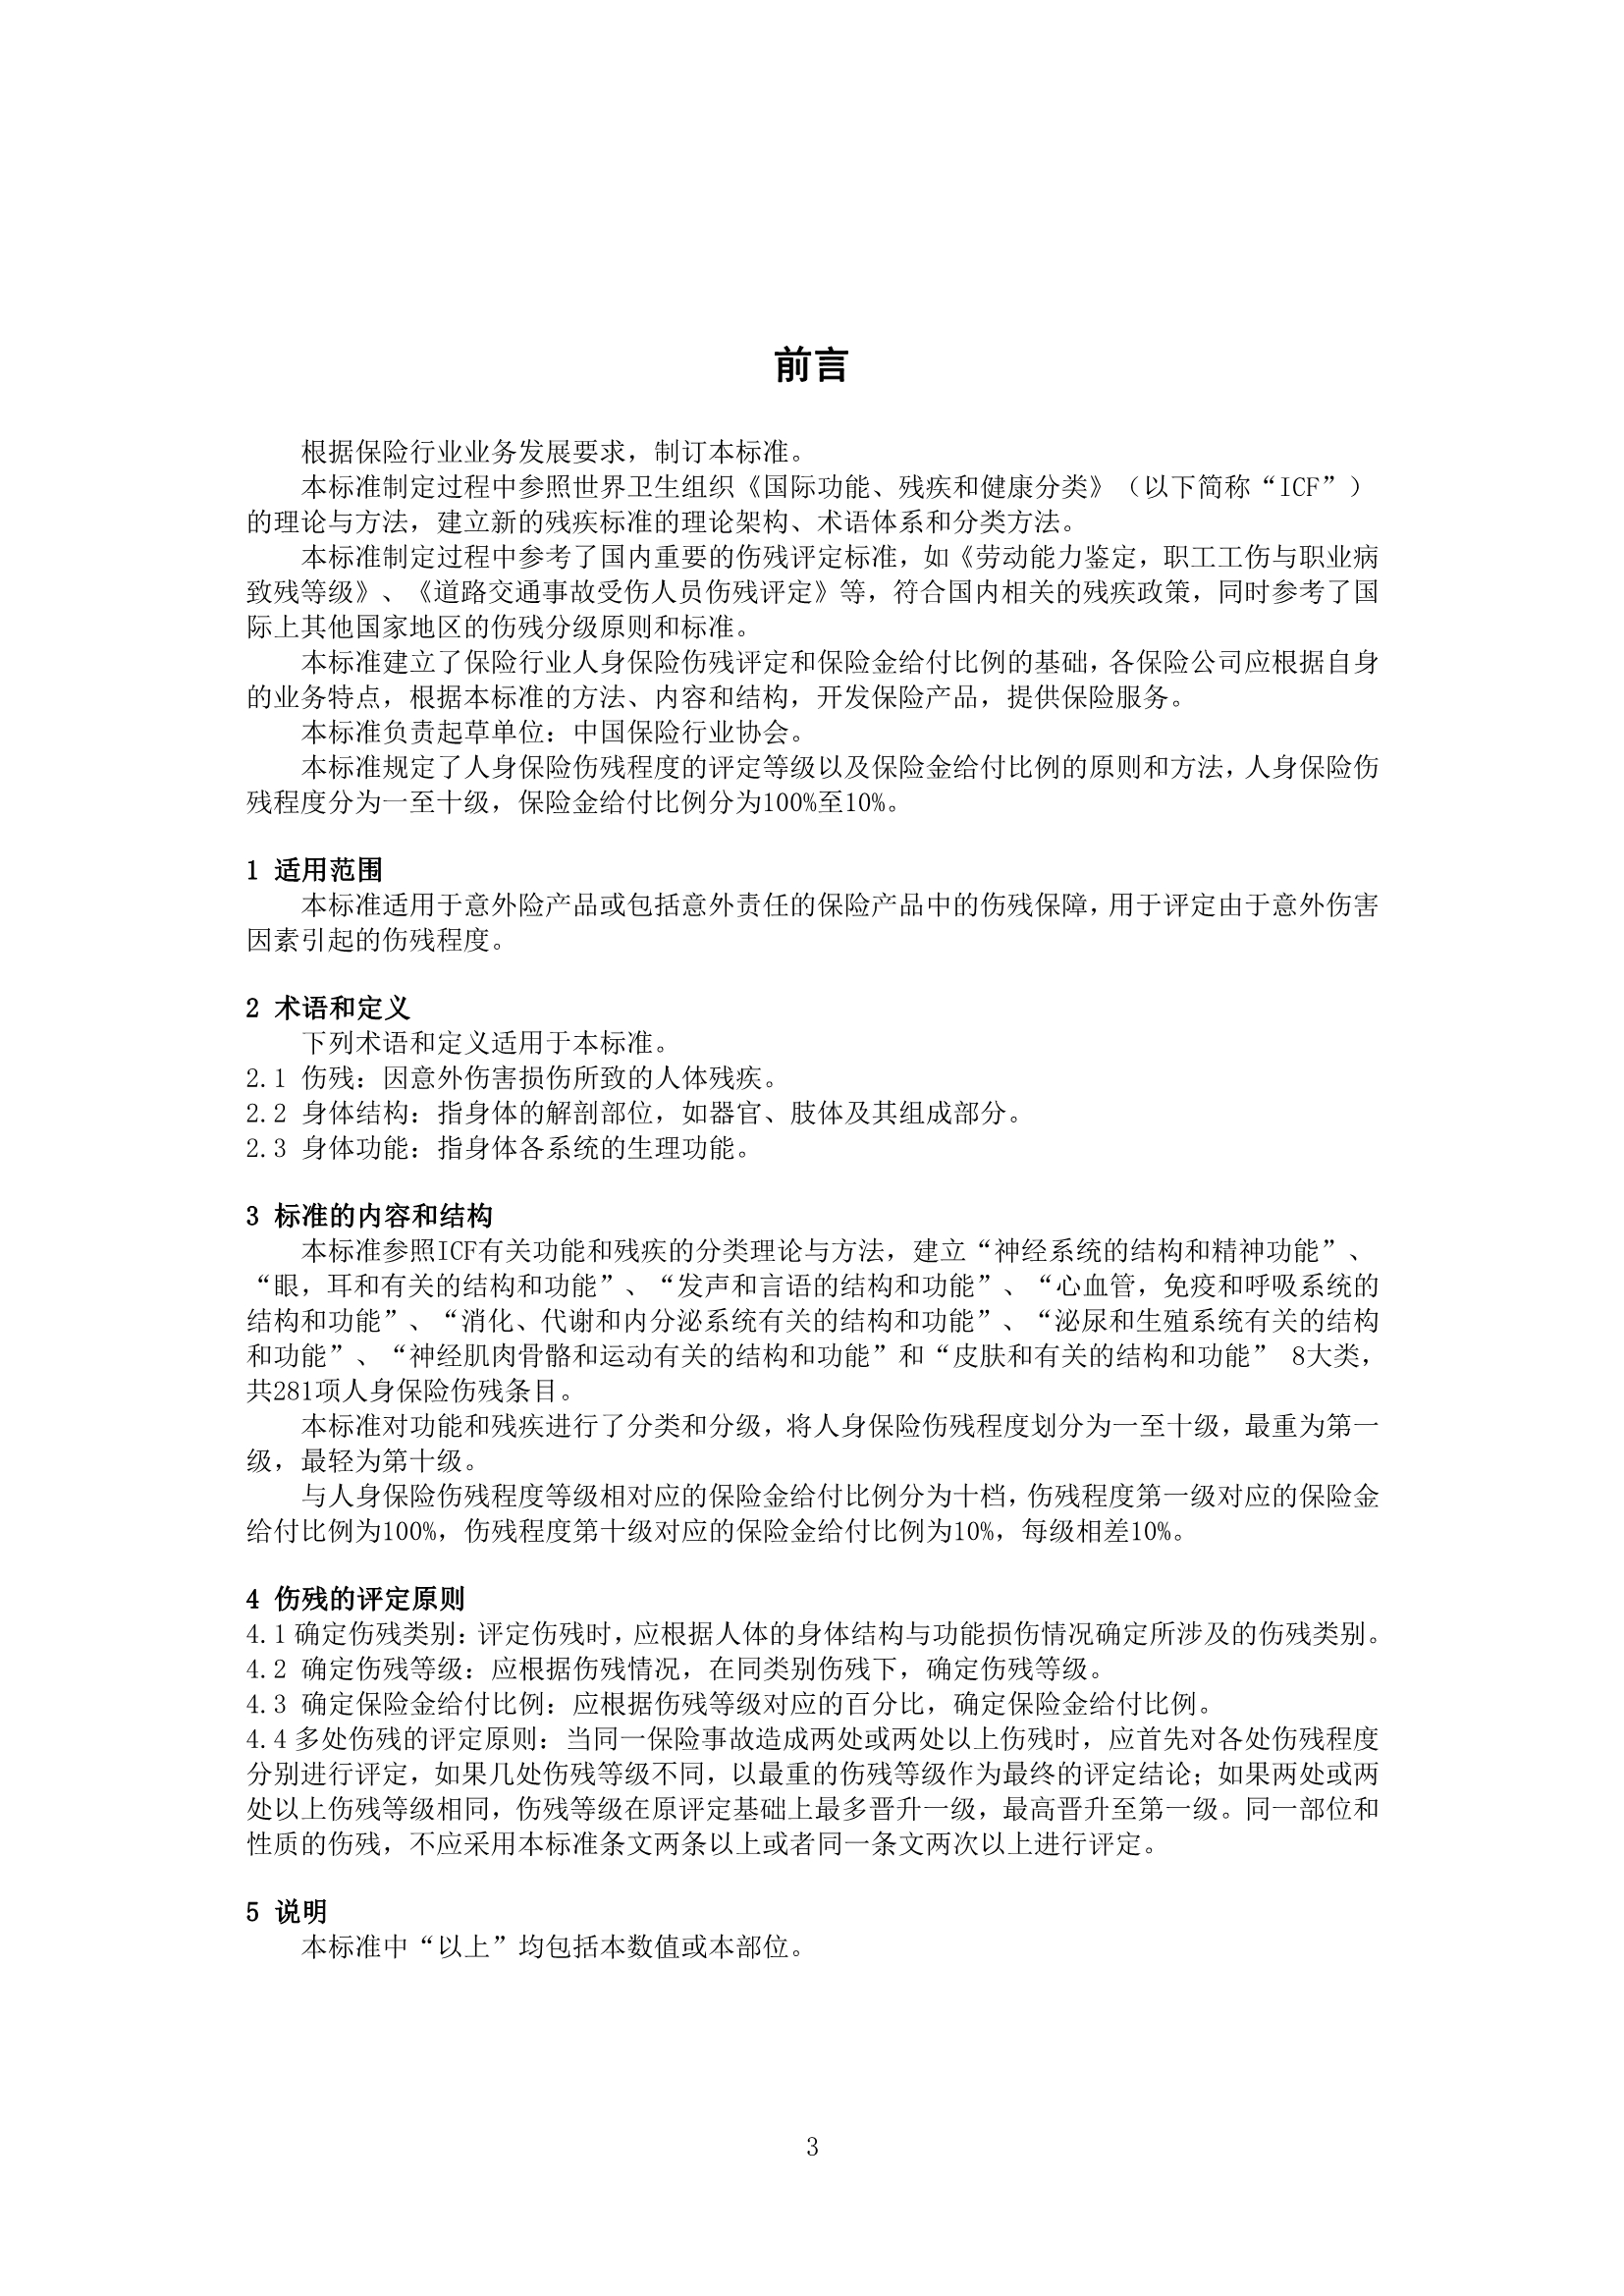 前言
根据保险行业业务发展要求，制订本标准。
本标准制定过程中参照世界卫生组织《国际功能、残疾和健康分类》（以下简称“ICF”）
的理论与方法，建立新的残疾标准的理论架构、术语体系和分类方法。
本标准制定过程中参考了国内重要的伤残评定标准，如《劳动能力鉴定，职工工伤与职业病
致残等级》、《道路交通事故受伤人员伤残评定》等，符合国内相关的残疾政策，同时参考了国
际上其他国家地区的伤残分级原则和标准。
本标准建立了保险行业人身保险伤残评定和保险金给付比例的基础，各保险公司应根据自身
的业务特点，根据本标准的方法、内容和结构，开发保险产品，提供保险服务。
本标准负责起草单位：中国保险行业协会。
本标准规定了人身保险伤残程度的评定等级以及保险金给付比例的原则和方法，人身保险伤
残程度分为一至十级，保险金给付比例分为100%至10%。
1 适用范围
本标准适用于意外险产品或包括意外责任的保险产品中的伤残保障，用于评定由于意外伤害
因素引起的伤残程度。
2 术语和定义
下列术语和定义适用于本标准。
2.1 伤残：因意外伤害损伤所致的人体残疾。
2.2 身体结构：指身体的解剖部位，如器官、肢体及其组成部分。
2.3 身体功能：指身体各系统的生理功能。
3 标准的内容和结构
本标准参照ICF有关功能和残疾的分类理论与方法，建立“神经系统的结构和精神功能”、
“眼，耳和有关的结构和功能”、“发声和言语的结构和功能”、“心血管，免疫和呼吸系统的
结构和功能”、“消化、代谢和内分泌系统有关的结构和功能”、“泌尿和生殖系统有关的结构
和功能”、“神经肌肉骨骼和运动有关的结构和功能”和“皮肤和有关的结构和功能” 8大类，
共281项人身保险伤残条目。
本标准对功能和残疾进行了分类和分级，将人身保险伤残程度划分为一至十级，最重为第一
级，最轻为第十级。
与人身保险伤残程度等级相对应的保险金给付比例分为十档，伤残程度第一级对应的保险金
给付比例为100%，伤残程度第十级对应的保险金给付比例为10%，每级相差10%。
4 伤残的评定原则
4.1 确定伤残类别：评定伤残时，应根据人体的身体结构与功能损伤情况确定所涉及的伤残类别。
4.2 确定伤残等级：应根据伤残情况，在同类别伤残下，确定伤残等级。
4.3 确定保险金给付比例：应根据伤残等级对应的百分比，确定保险金给付比例。
4.4 多处伤残的评定原则：当同一保险事故造成两处或两处以上伤残时，应首先对各处伤残程度
分别进行评定，如果几处伤残等级不同，以最重的伤残等级作为最终的评定结论；如果两处或两
处以上伤残等级相同，伤残等级在原评定基础上最多晋升一级，最高晋升至第一级。同一部位和
性质的伤残，不应采用本标准条文两条以上或者同一条文两次以上进行评定。
5 说明
本标准中“以上”均包括本数值或本部位。
3